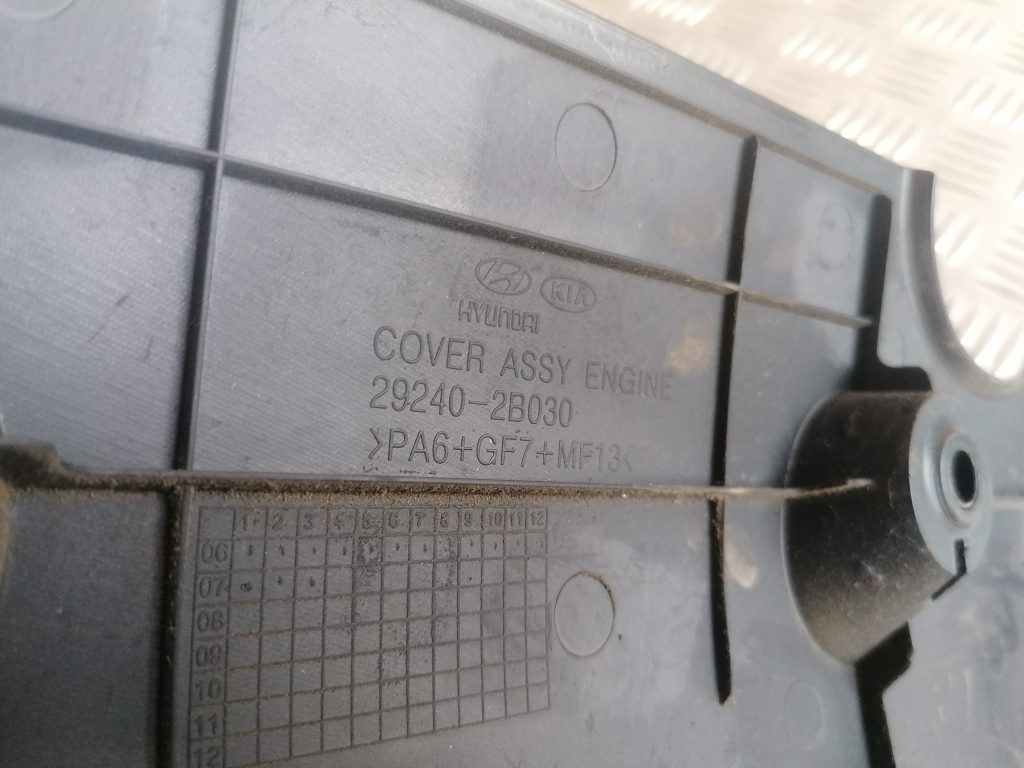 KIA
HYUNDAI
COVER ASSY ENGINE
29240-2B030
>PA6+GF7+MF13<
1 2 3 4 5 6 7 8 9 10 11 12
06
07
08
09
10
11
12